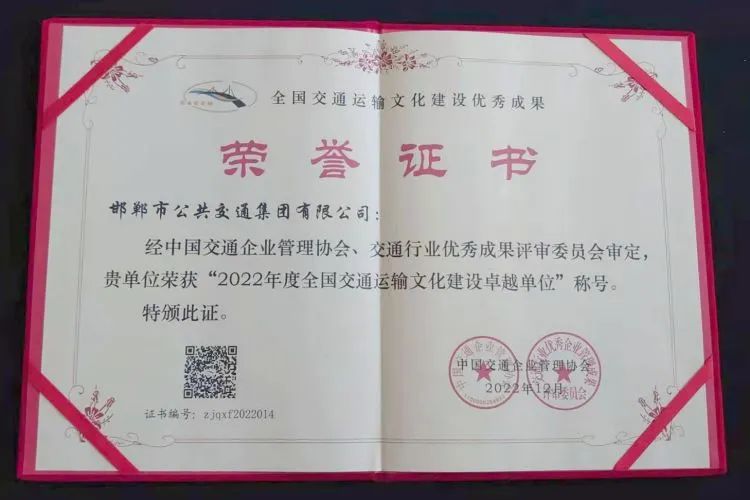 全国交通运输文化建设优秀成果
荣誉证书
邯郸市公共交通集团有限公司：
经中国交通企业管理协会、交通行业优秀成果评审委员会审定，
贵单位荣获“2022年度全国交通运输文化建设卓越单位”称号。
特颁此证。
中国交通企业管理协会
2022年12月
证书编号：zjqxf2022014